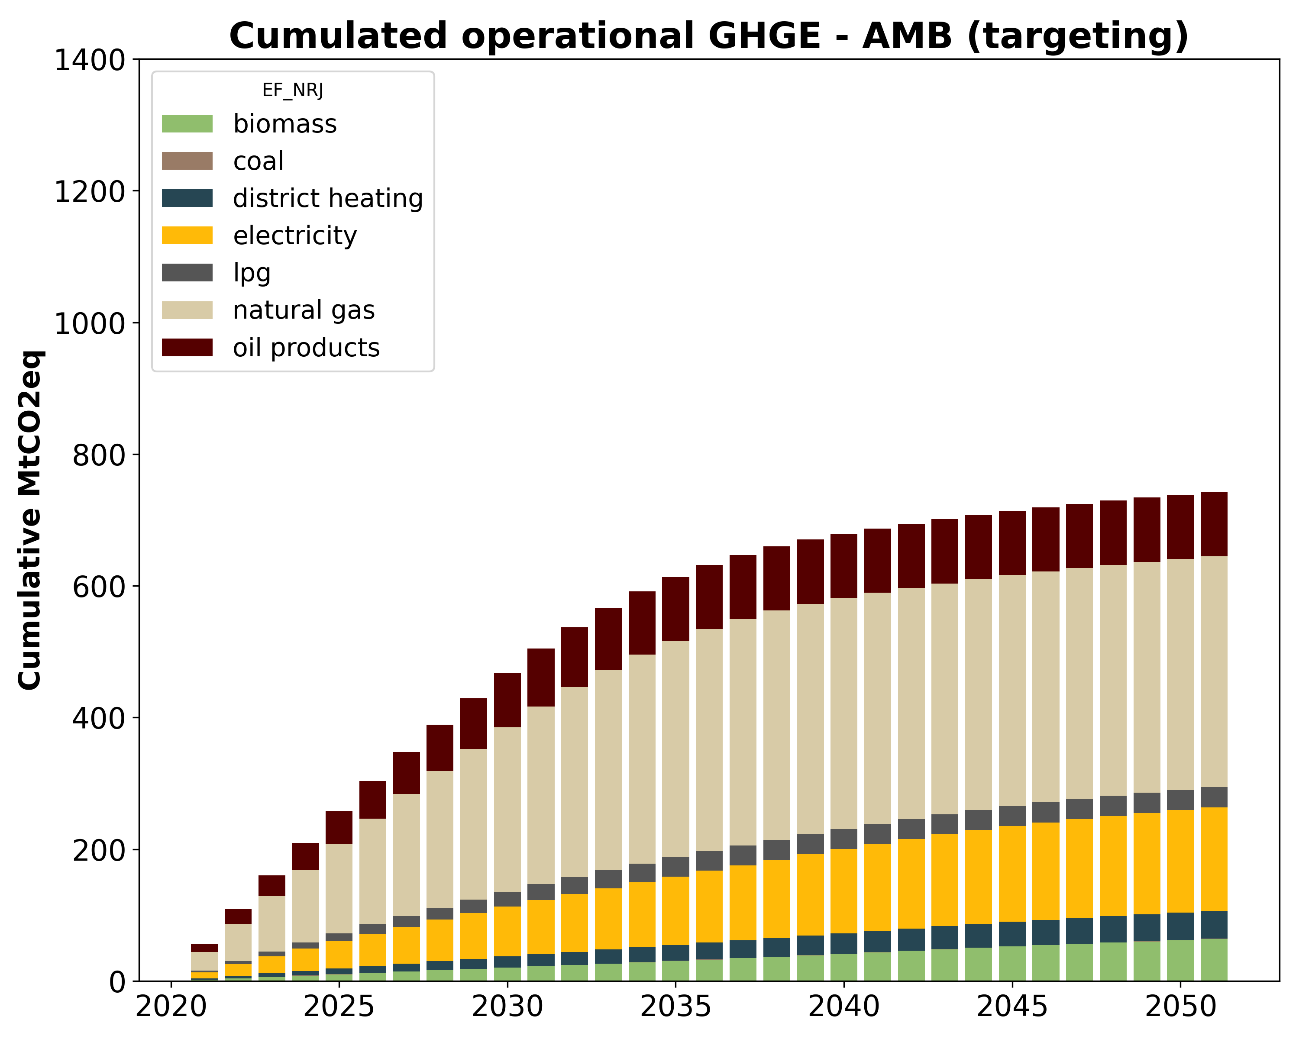 Cumulated operational GHGE - AMB (targeting)
Cumulative MtCO2eq
1400
1200
1000
800
600
400
200
0
EF_NRJ
biomass
coal
district heating
electricity
lpg
natural gas
oil products
2020 2025 2030 2035 2040 2045 2050